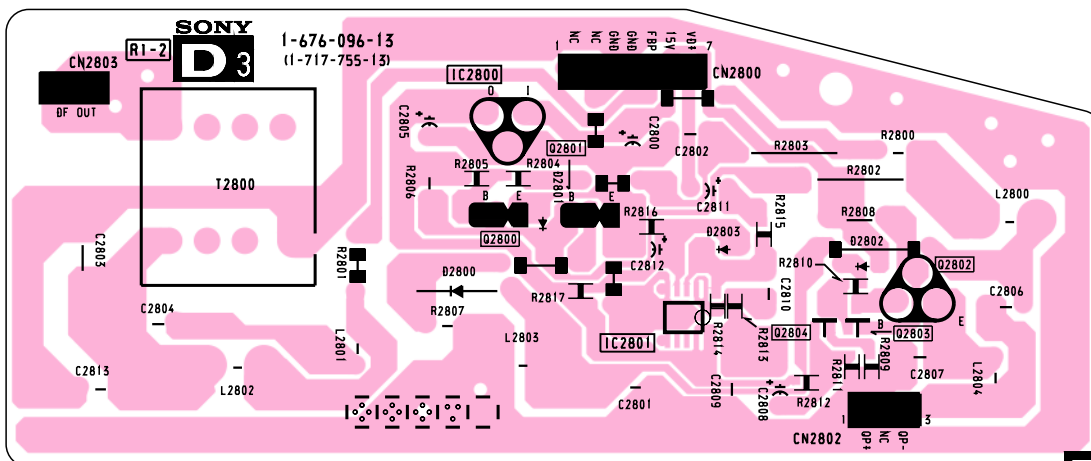 SONY
D3
R1-2
1-676-096-13
(1-717-755-13)
CN2803
DF OUT
1
NC
NC
GND
GND
FBP
15V
VD+
7
CN2800
IC2800
O
I
C2805
Q2801
C2800
C2802
R2803
R2800
R2802
L2800
T2800
R2806
R2805
R2804
D2801
B
E
B
E
C2811
R2816
R2815
R2808
Q2800
C2812
D2803
D2802
C2803
R2801
D2800
R2817
R2810
Q2802
C2810
C2806
C2804
R2807
L2803
IC2801
R2814
R2813
Q2804
B
Q2803
E
L2801
R2809
C2807
L2804
C2813
L2802
C2801
C2809
C2808
R2812
R2811
1
3
CN2802
QP+
NC
QP-